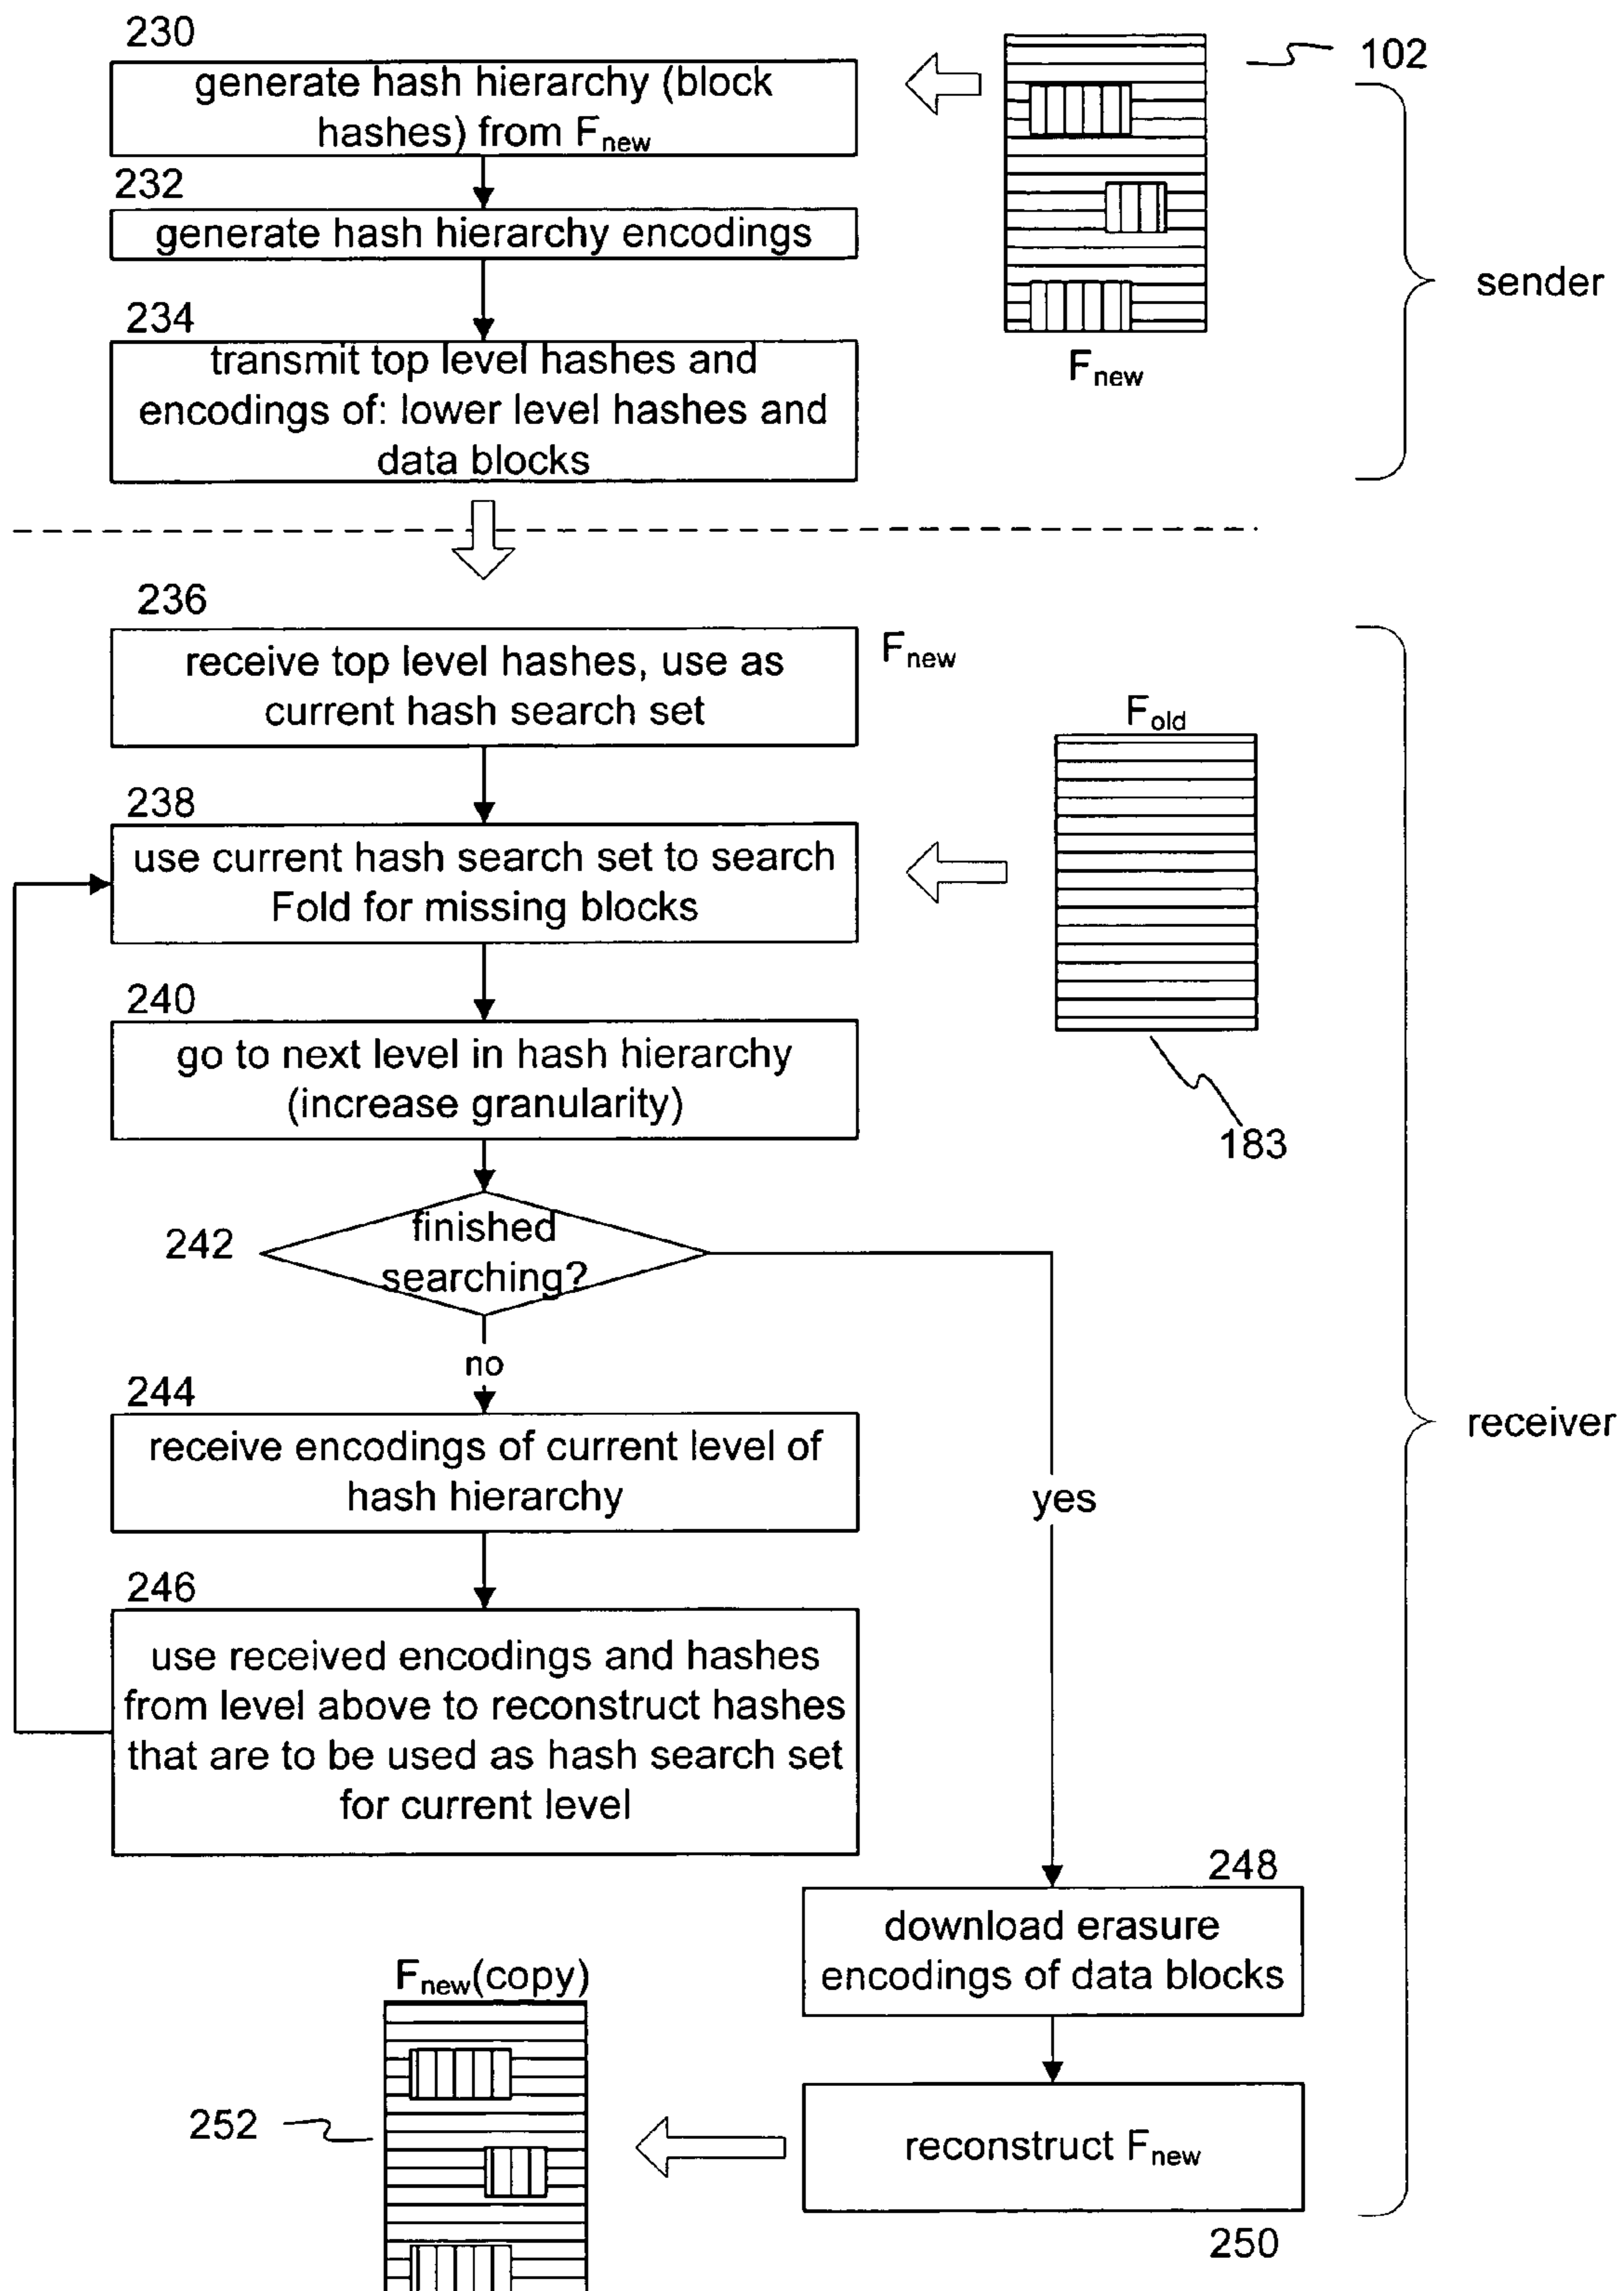 230
generate hash hierarchy (block
hashes) from Fnew
102
232
generate hash hierarchy encodings
sender
234
transmit top level hashes and
encodings of: lower level hashes and
data blocks
Fnew
236
receive top level hashes, use as
current hash search set
Fnew
Fold
238
use current hash search set to search
Fold for missing blocks
240
go to next level in hash hierarchy
(increase granularity)
183
242
finished
searching?
no
244
receive encodings of current level of
hash hierarchy
receiver
yes
246
use received encodings and hashes
from level above to reconstruct hashes
that are to be used as hash search set
for current level
248
download erasure
encodings of data blocks
Fnew(copy)
252
reconstruct Fnew
250